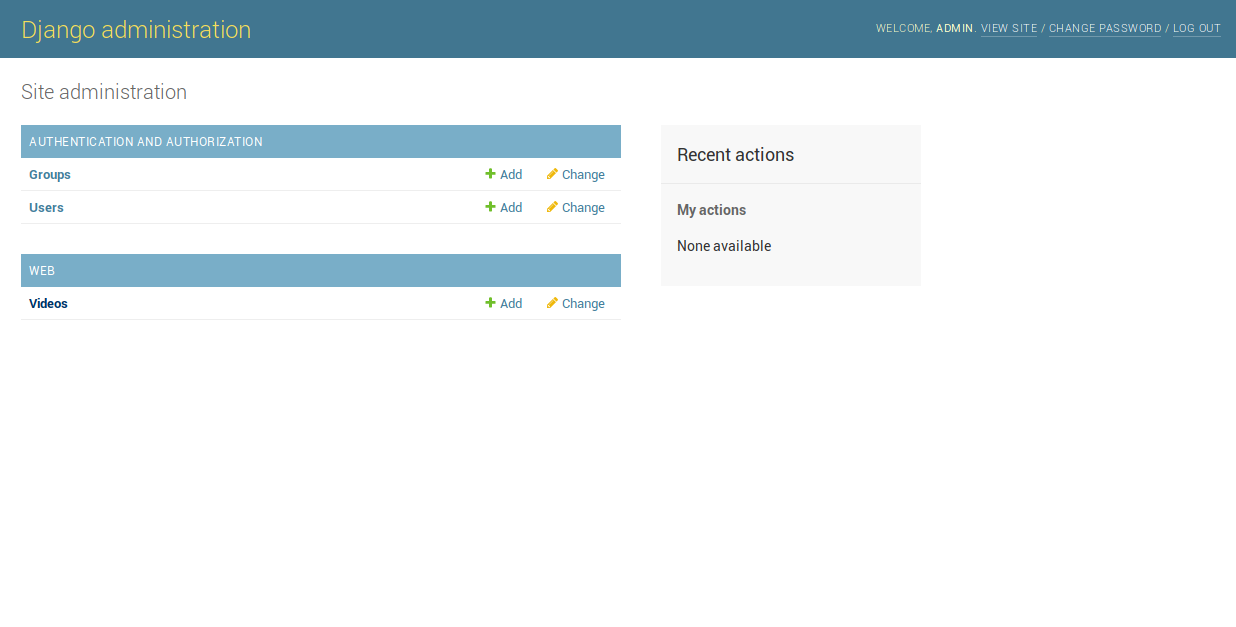 Django administration
WELCOME, ADMIN. VIEW SITE / CHANGE PASSWORD / LOG OUT
Site administration
AUTHENTICATION AND AUTHORIZATION
Groups Add Change
Users Add Change
WEB
Videos Add Change
Recent actions
My actions
None available